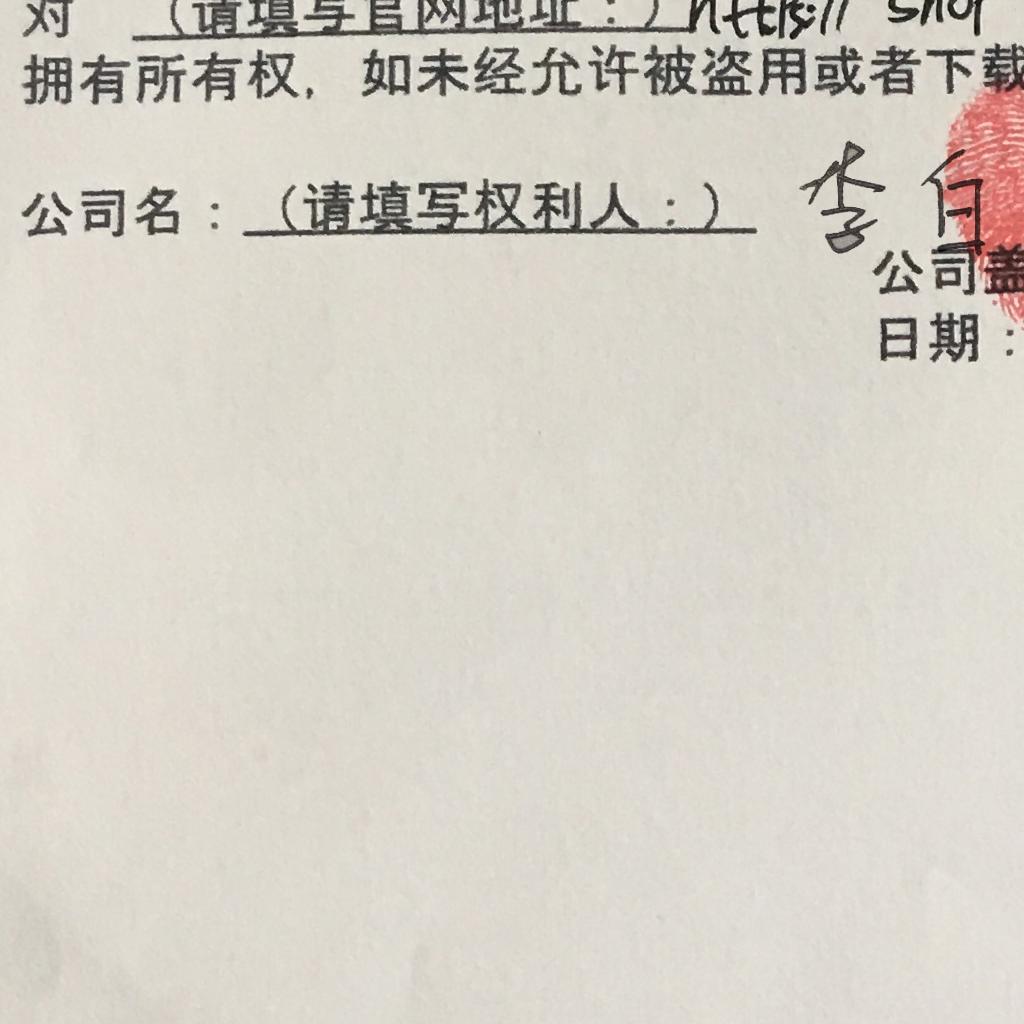 对 （请填写官网地址：）https:// shop
拥有所有权，如未经允许被盗用或者下载
公司名：（请填写权利人：） 李白
公司盖
日期：